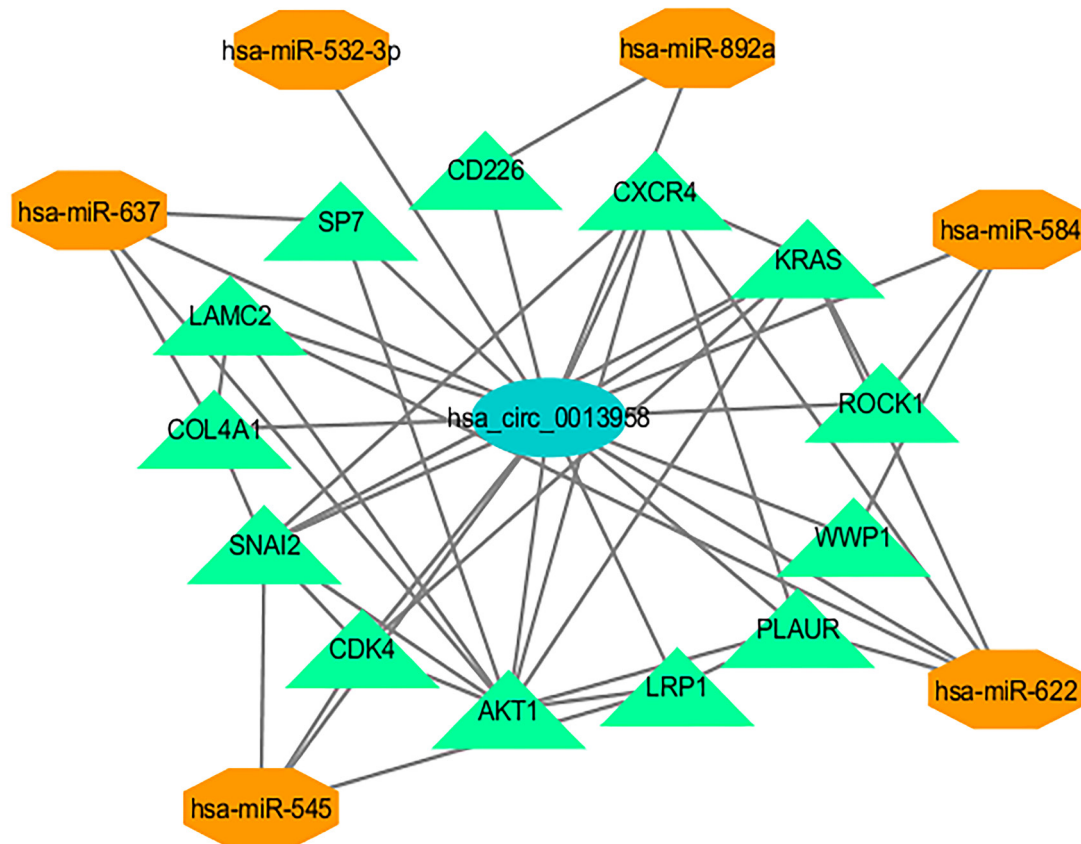 hsa-miR-532-3p
hsa-miR-892a
CD226
CXCR4
hsa-miR-637
SP7
hsa-miR-584
KRAS
LAMC2
ROCK1
hsa_circ_0013958
COL4A1
WWP1
SNAI2
PLAUR
CDK4
LRP1
hsa-miR-622
AKT1
hsa-miR-545